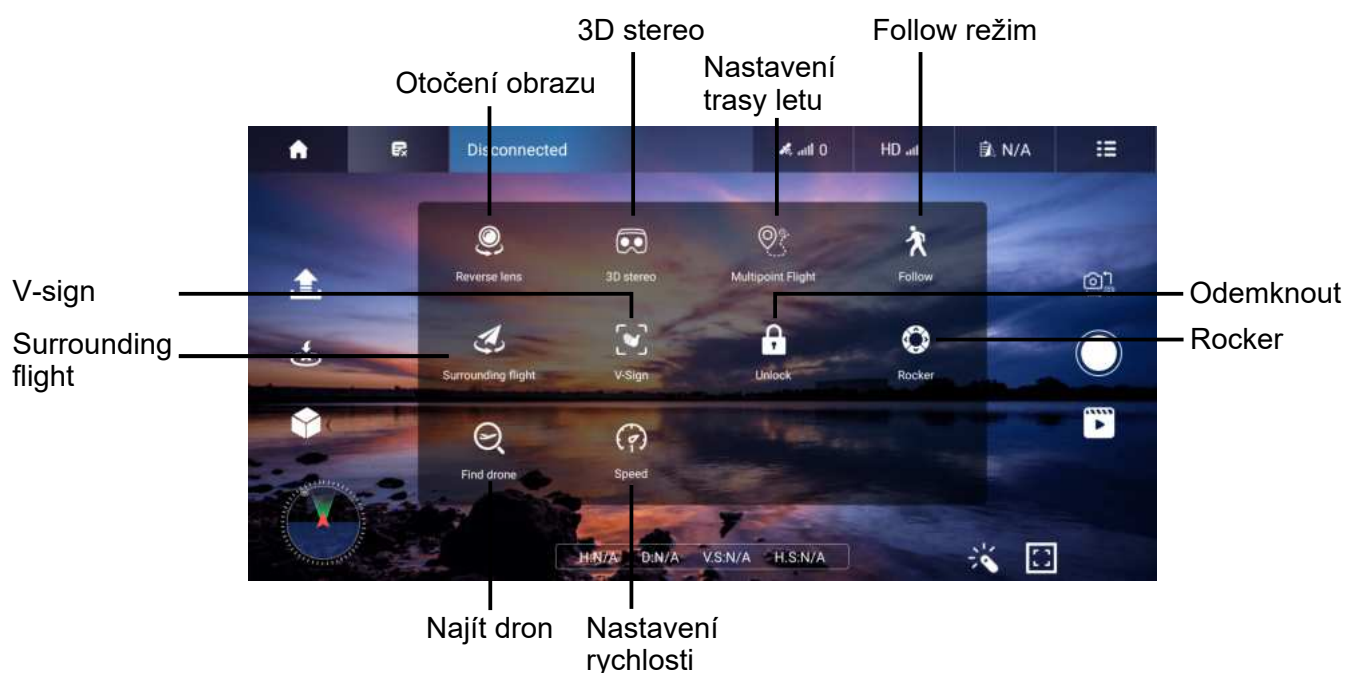 3D stereo
Follow režim
Otočení obrazu
Nastavení
trasy letu
Disconnected
0
HD
N/A
Reverse lens
3D stereo
Multipoint Flight
Follow
V-sign
Odemknout
Surrounding
flight
Rocker
Surrounding flight
V-Sign
Unlock
Rocker
Find drone
Speed
H:N/A D:N/A V.S:N/A H.S:N/A
Najít dron
Nastavení
rychlosti